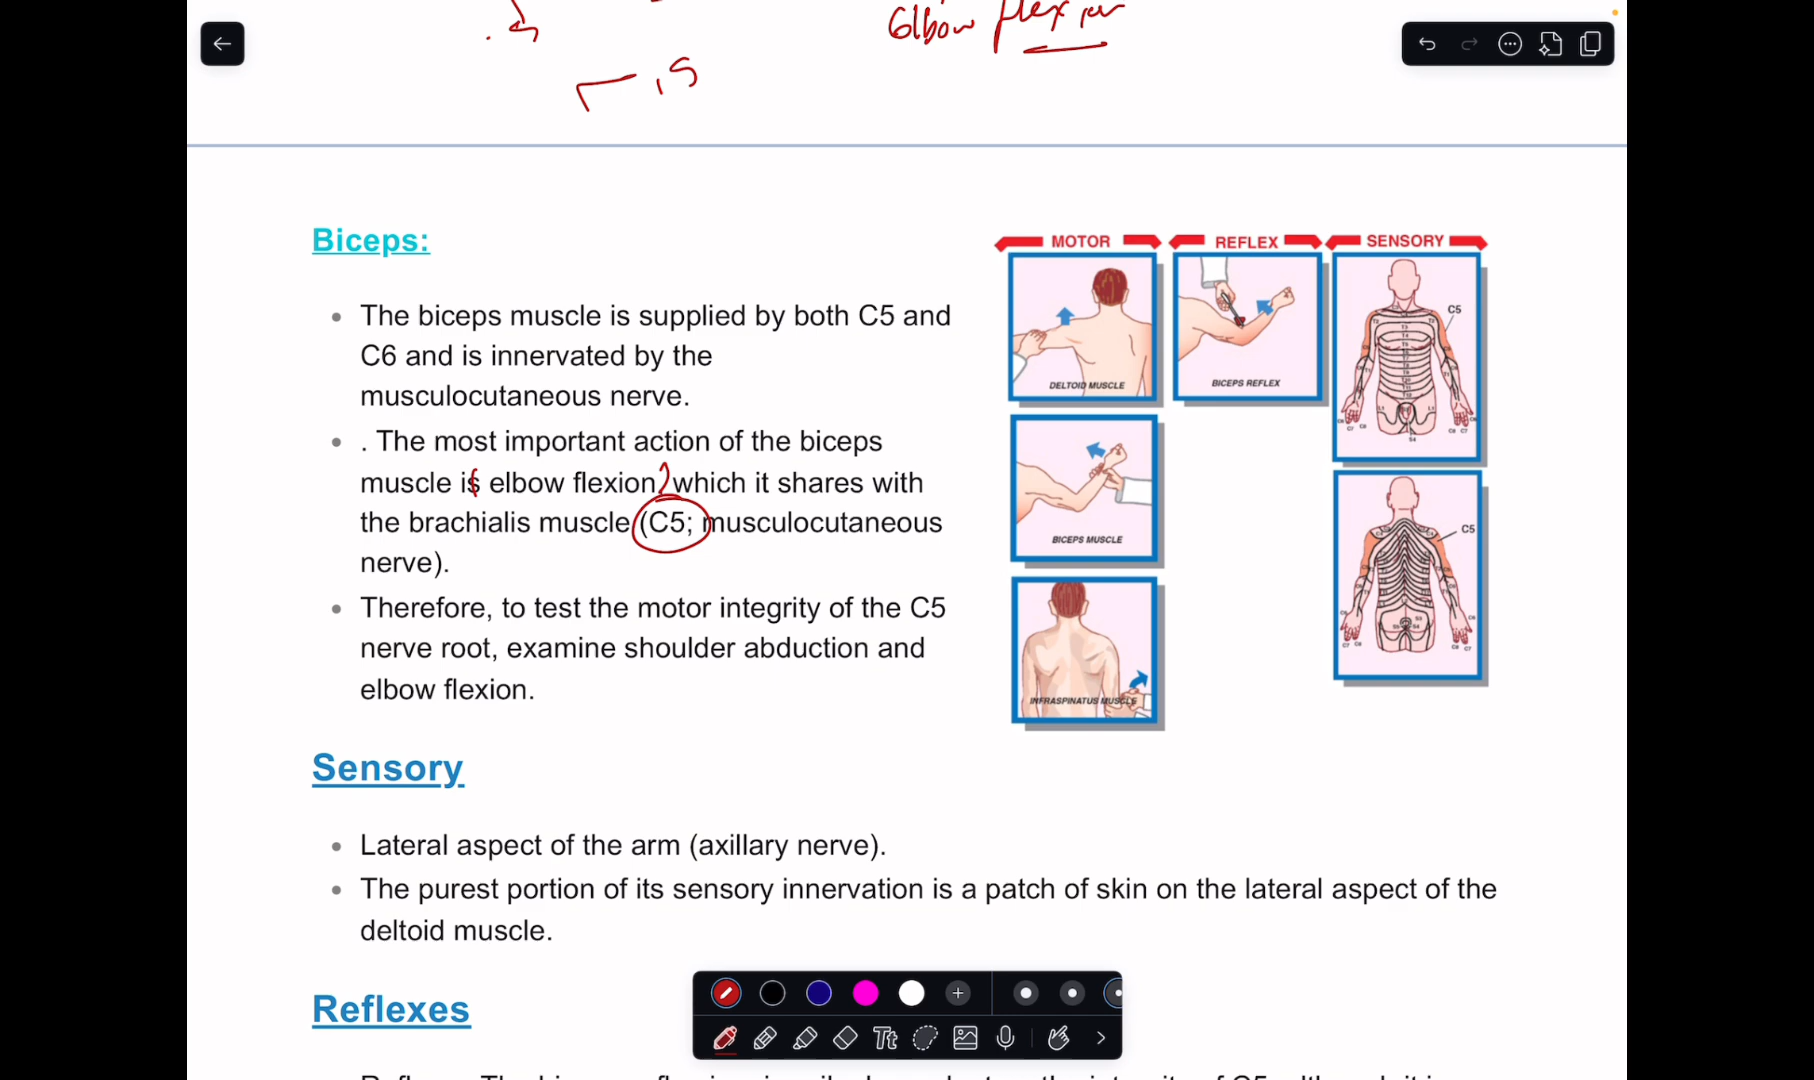 Elbow flexion
Biceps:
The biceps muscle is supplied by both C5 and
C6 and is innervated by the
musculocutaneous nerve.
. The most important action of the biceps
muscle is elbow flexion, which it shares with
the brachialis muscle (C5; musculocutaneous
nerve).
Therefore, to test the motor integrity of the C5
nerve root, examine shoulder abduction and
elbow flexion.
MOTOR
REFLEX
SENSORY
DELTOID MUSCLE
BICEPS REFLEX
C5
BICEPS MUSCLE
C5
INFRASPINATUS MUSCLE
Sensory
Lateral aspect of the arm (axillary nerve).
The purest portion of its sensory innervation is a patch of skin on the lateral aspect of the
deltoid muscle.
Reflexes
Tt